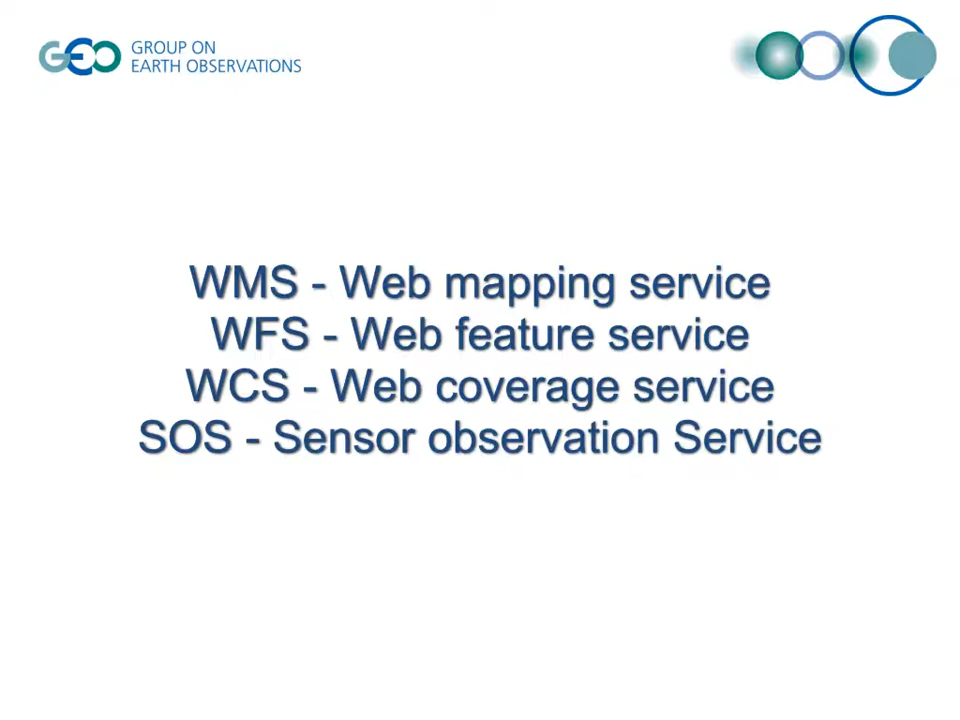 GEO GROUP ON
EARTH OBSERVATIONS
WMS - Web mapping service
WFS - Web feature service
WCS - Web coverage service
SOS - Sensor observation Service